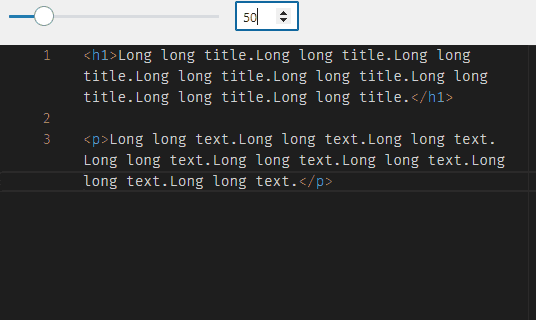 50
1 <h1>Long long title.Long long title.Long long
title.Long long title.Long long title.Long long
title.Long long title.Long long title.</h1>
2
3 <p>Long long text.Long long text.Long long text.
Long long text.Long long text.Long long text.Long
long text.Long long text.</p>